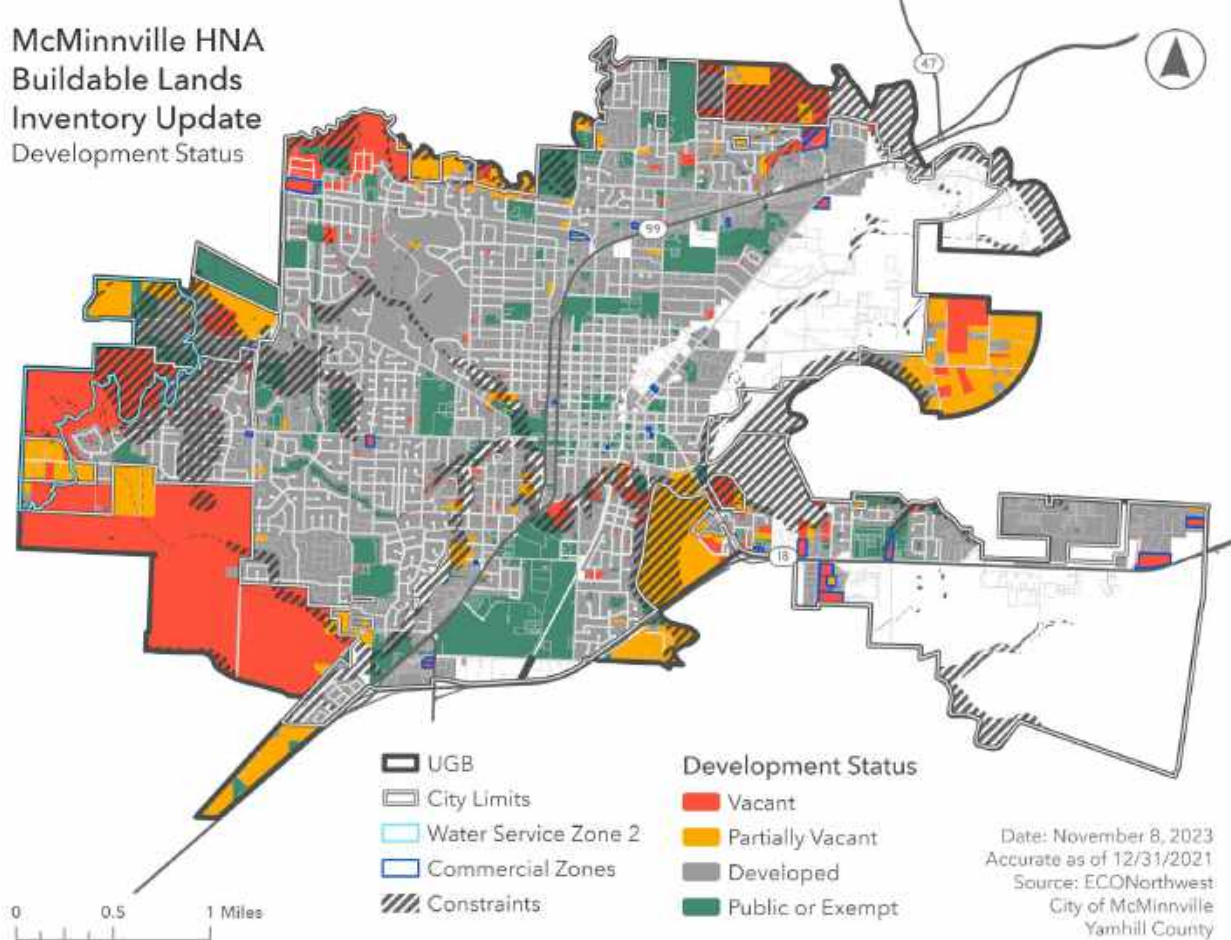 McMinnville HNA
Buildable Lands
Inventory Update
Development Status
47
99
18
UGB
City Limits
Water Service Zone 2
Commercial Zones
Constraints
Development Status
Vacant
Partially Vacant
Developed
Public or Exempt
Date: November 8, 2023
Accurate as of 12/31/2021
Source: ECONorthwest
City of McMinnville
Yamhill County
0 0.5 1 Miles